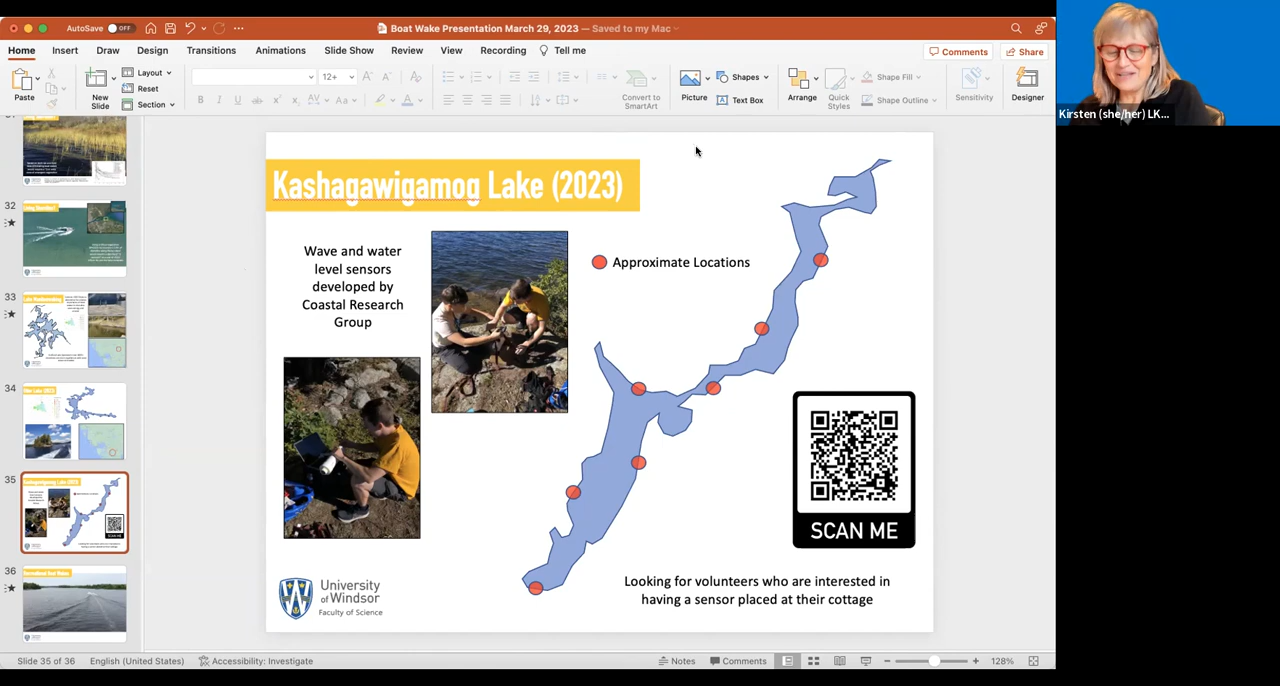 AutoSave OFF
Boat Wake Presentation March 29, 2023 — Saved to my Mac
Home Insert Draw Design Transitions Animations Slide Show Review View Recording Tell me
Comments Share
Paste
New Slide
Layout
Reset
Section
12+
Convert to SmartArt
Picture
Shapes
Text Box
Arrange
Quick Styles
Shape Fill
Shape Outline
Sensitivity
Designer
Kirsten (she/her) LK...
32
33
34
35
36
Kashagawigamog Lake (2023)
Wave and water
level sensors
developed by
Coastal Research
Group
Approximate Locations
SCAN ME
Looking for volunteers who are interested in
having a sensor placed at their cottage
University
of Windsor
Faculty of Science
Slide 35 of 36 English (United States) Accessibility: Investigate Notes Comments 128%